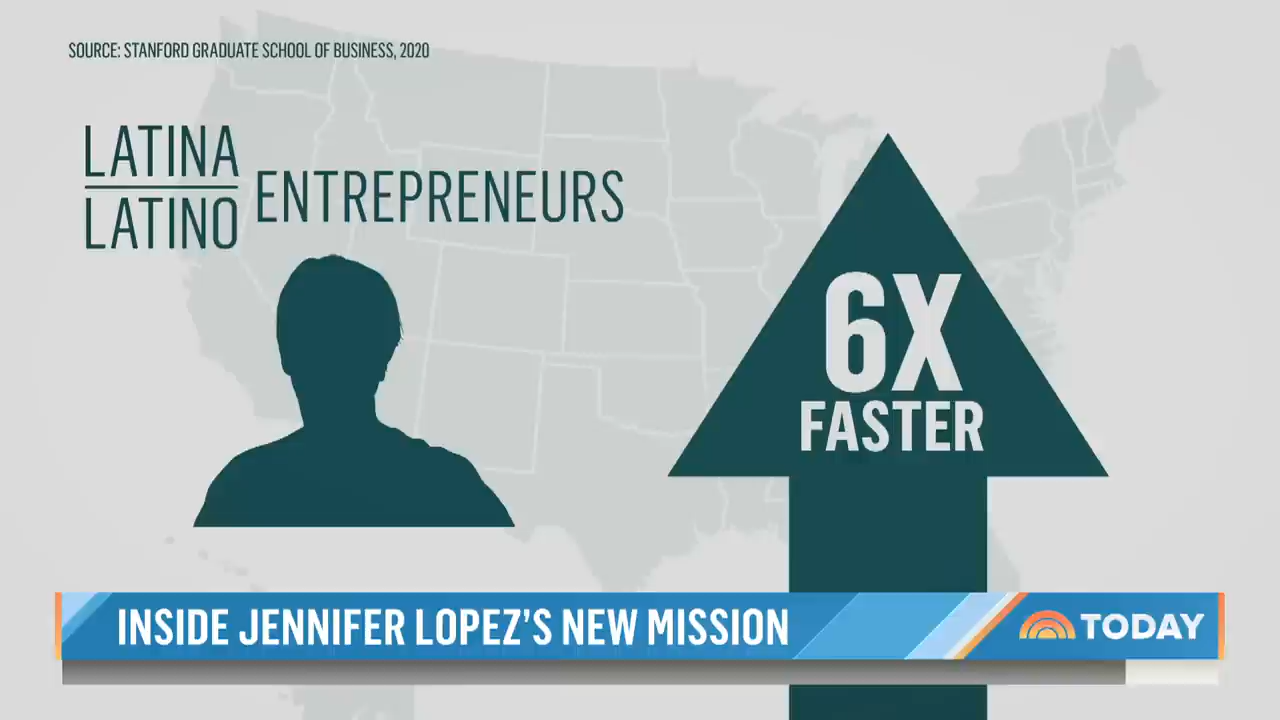 SOURCE: STANFORD GRADUATE SCHOOL OF BUSINESS, 2020
LATINA
LATINO
ENTREPRENEURS
6X
FASTER
INSIDE JENNIFER LOPEZ'S NEW MISSION
TODAY